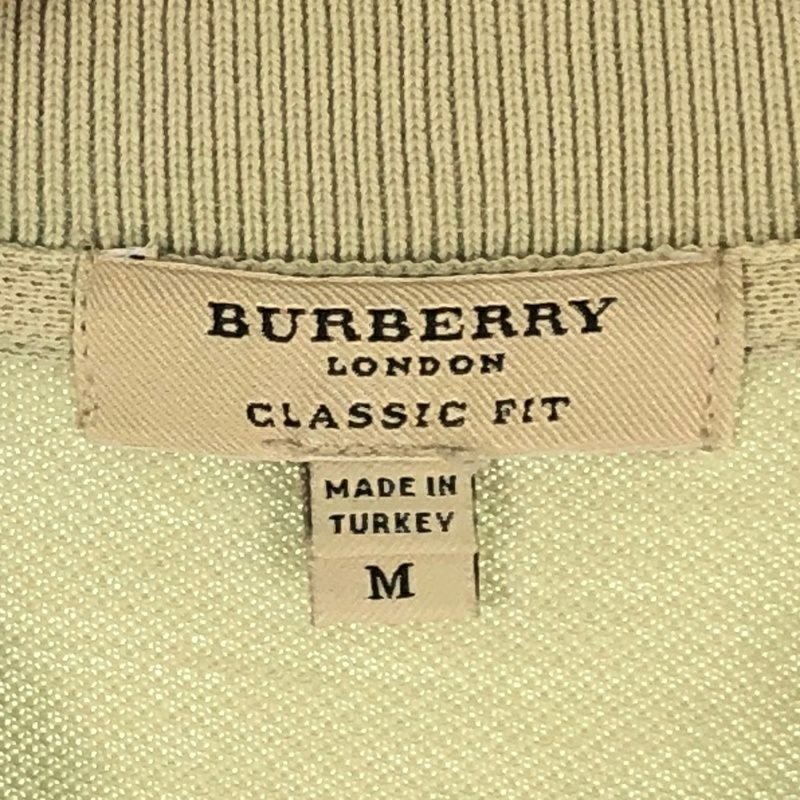 BURBERRY
LONDON
CLASSIC FIT
MADE IN
TURKEY
M